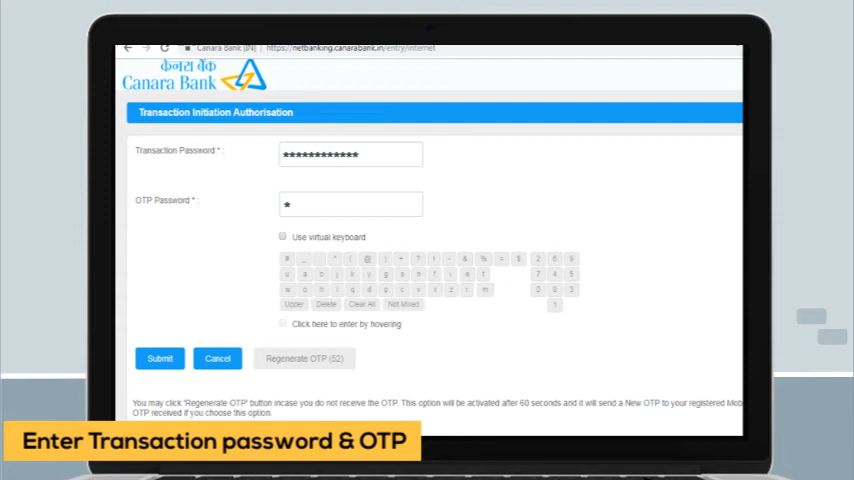 Canara Bank [IN] | https://netbanking.canarabank.in/entry/internet
केनरा बैंक
Canara Bank
Transaction Initiation Authorisation
Transaction Password * :
************
OTP Password * :
*
Use virtual keyboard
Upper Delete Clear All Not Mixed
Click here to enter by hovering
Submit Cancel Regenerate OTP (52)
You may click 'Regenerate OTP' button incase you do not receive the OTP. This option will be activated after 60 seconds and it will send a New OTP to your registered Mob
OTP received if you choose this option.
Enter Transaction password & OTP